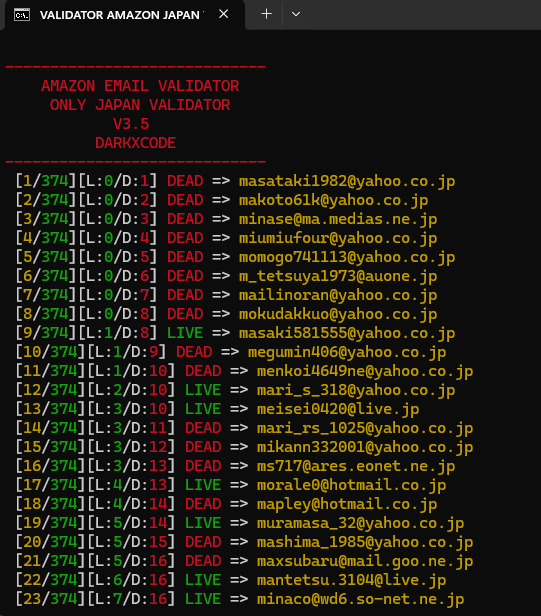 VALIDATOR AMAZON JAPAN
-----------------------------
AMAZON EMAIL VALIDATOR
ONLY JAPAN VALIDATOR
V3.5
DARKXCODE
-----------------------------
[1/374][L:0/D:1] DEAD => masataki1982@yahoo.co.jp
[2/374][L:0/D:2] DEAD => makoto61k@yahoo.co.jp
[3/374][L:0/D:3] DEAD => minase@ma.medias.ne.jp
[4/374][L:0/D:4] DEAD => miumiufour@yahoo.co.jp
[5/374][L:0/D:5] DEAD => momogo741113@yahoo.co.jp
[6/374][L:0/D:6] DEAD => m_tetsuya1973@auone.jp
[7/374][L:0/D:7] DEAD => mailinoran@yahoo.co.jp
[8/374][L:0/D:8] DEAD => mokudakkuo@yahoo.co.jp
[9/374][L:1/D:8] LIVE => masaki581555@yahoo.co.jp
[10/374][L:1/D:9] DEAD => megumin406@yahoo.co.jp
[11/374][L:1/D:10] DEAD => menkoi4649ne@yahoo.co.jp
[12/374][L:2/D:10] LIVE => mari_s_318@yahoo.co.jp
[13/374][L:3/D:10] LIVE => meisei0420@live.jp
[14/374][L:3/D:11] DEAD => mari_rs_1025@yahoo.co.jp
[15/374][L:3/D:12] DEAD => mikann332001@yahoo.co.jp
[16/374][L:3/D:13] DEAD => ms717@ares.eonet.ne.jp
[17/374][L:4/D:13] LIVE => morale0@hotmail.co.jp
[18/374][L:4/D:14] DEAD => mapley@hotmail.co.jp
[19/374][L:5/D:14] LIVE => muramasa_32@yahoo.co.jp
[20/374][L:5/D:15] DEAD => mashima_1985@yahoo.co.jp
[21/374][L:5/D:16] DEAD => maxsubaru@mail.goo.ne.jp
[22/374][L:6/D:16] LIVE => mantetsu.3104@live.jp
[23/374][L:7/D:16] LIVE => minaco@wd6.so-net.ne.jp